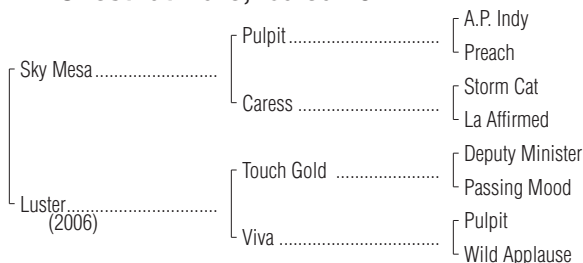 A.P. Indy
Pulpit
Preach
Sky Mesa
Storm Cat
Caress
La Affirmed
Deputy Minister
Touch Gold
Passing Mood
Luster
(2006)
Pulpit
Viva
Wild Applause